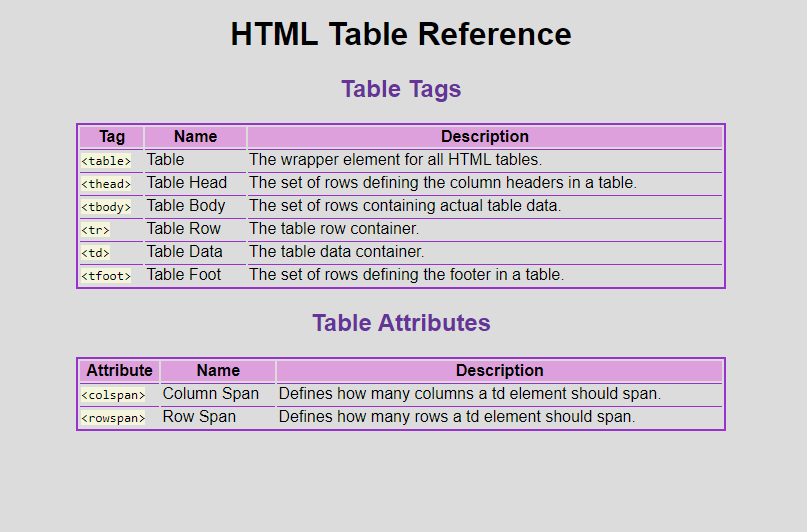 HTML Table Reference
Table Tags
Tag Name Description
<table> Table The wrapper element for all HTML tables.
<thead> Table Head The set of rows defining the column headers in a table.
<tbody> Table Body The set of rows containing actual table data.
<tr> Table Row The table row container.
<td> Table Data The table data container.
<tfoot> Table Foot The set of rows defining the footer in a table.
Table Attributes
Attribute Name Description
<colspan> Column Span Defines how many columns a td element should span.
<rowspan> Row Span Defines how many rows a td element should span.